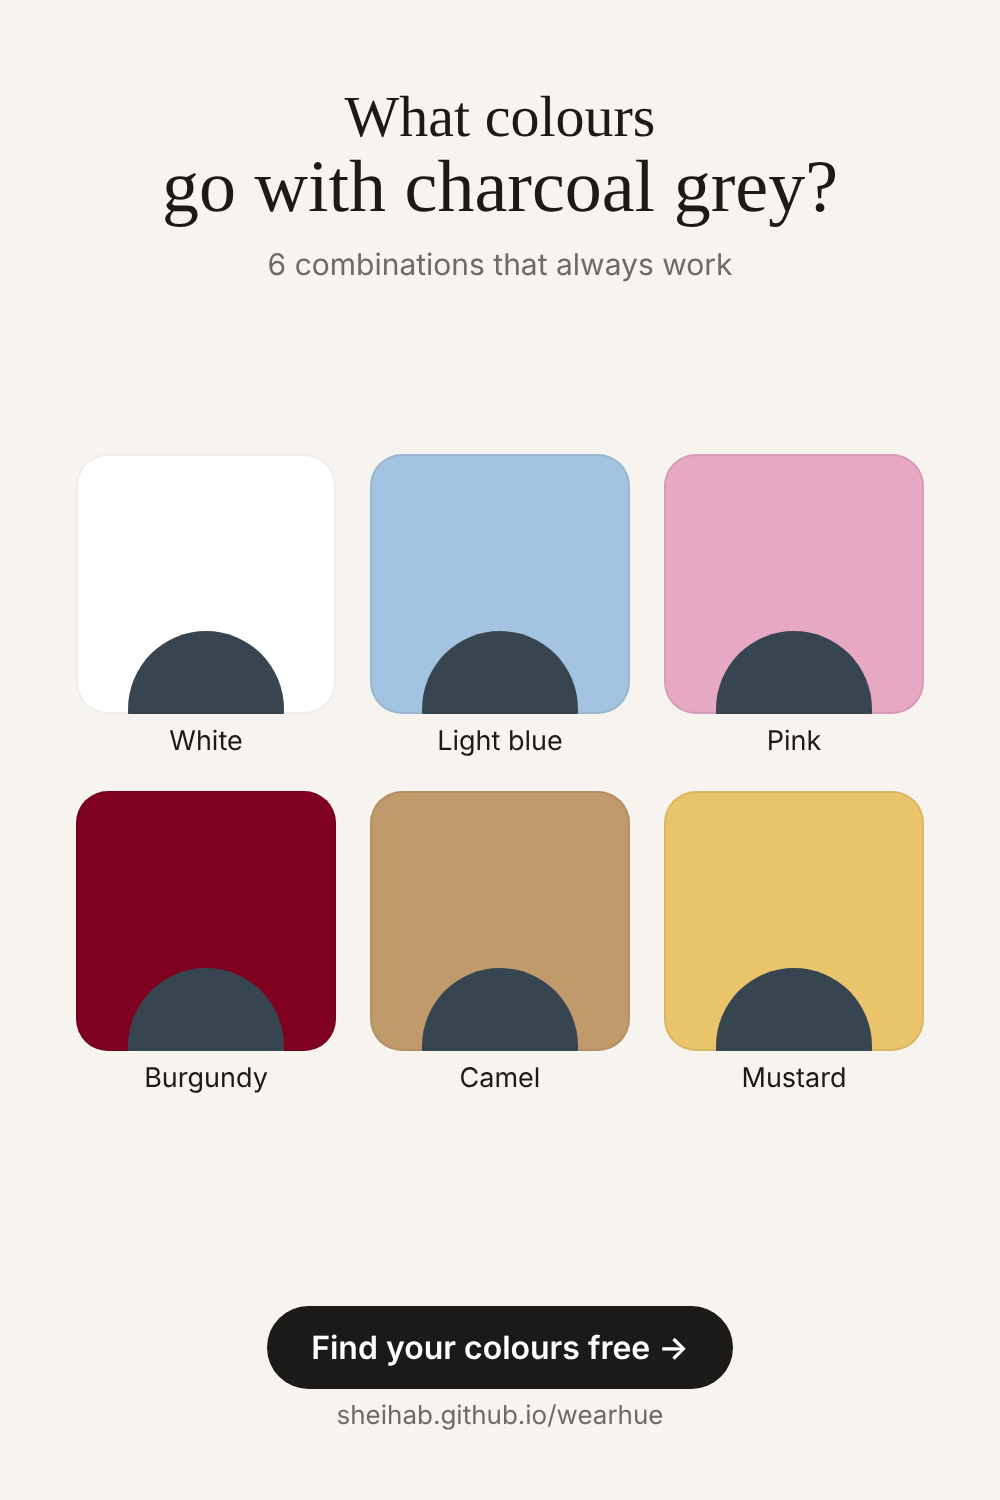 What colours
go with charcoal grey?
6 combinations that always work
White
Light blue
Pink
Burgundy
Camel
Mustard
Find your colours free →
sheihab.github.io/wearhue